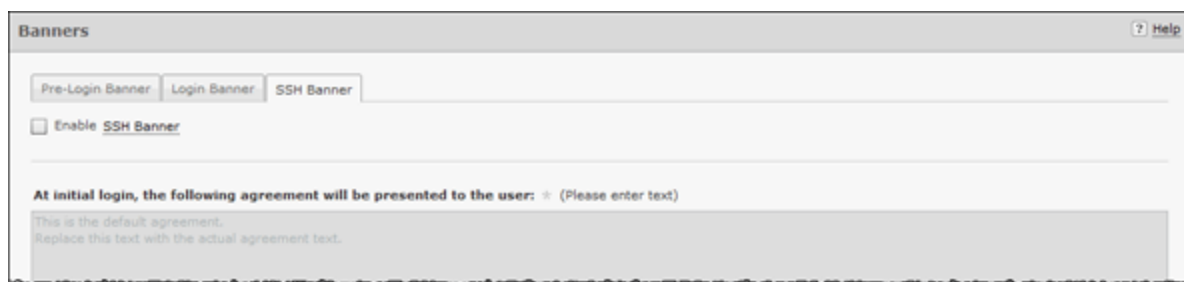 Banners
? Help
Pre-Login Banner Login Banner SSH Banner
Enable SSH Banner
At initial login, the following agreement will be presented to the user: * (Please enter text)
This is the default agreement.
Replace this text with the actual agreement text.